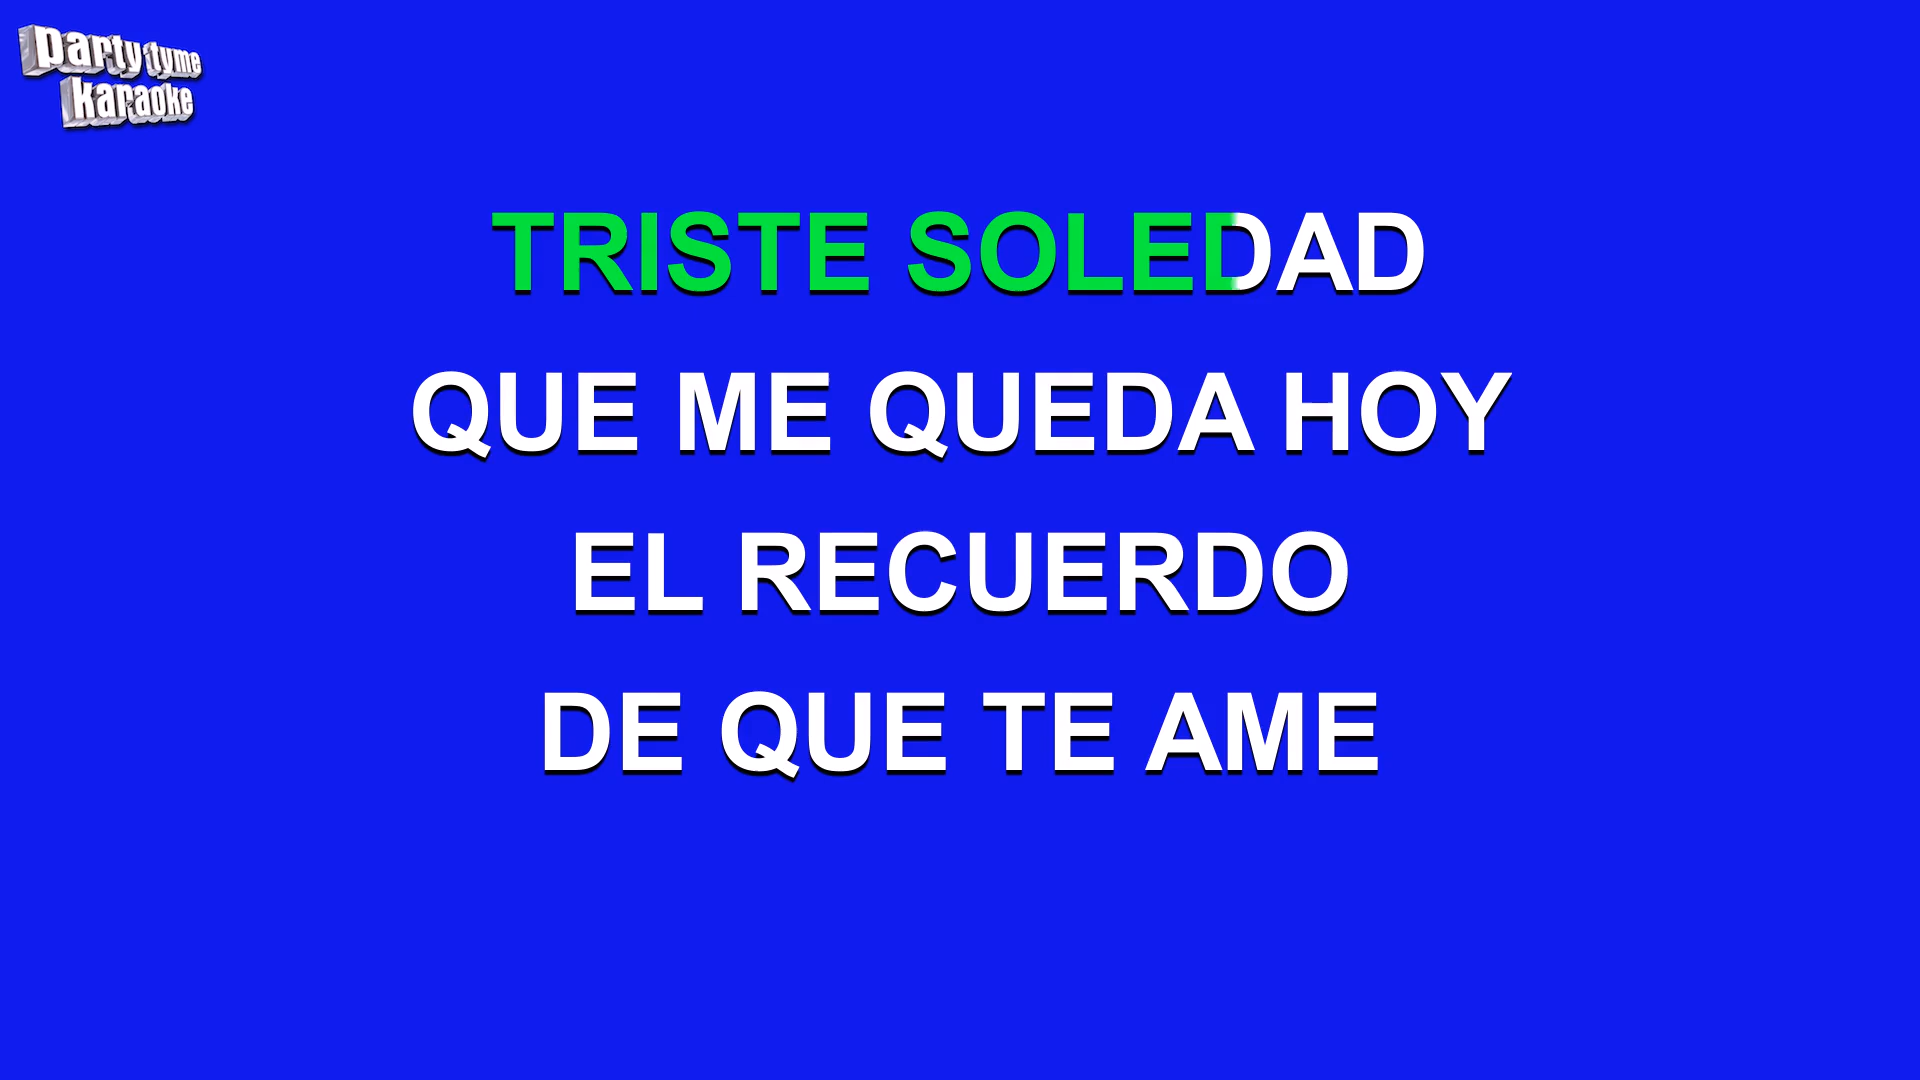 party tyme
karaoke
TRISTE SOLEDAD
QUE ME QUEDA HOY
EL RECUERDO
DE QUE TE AME